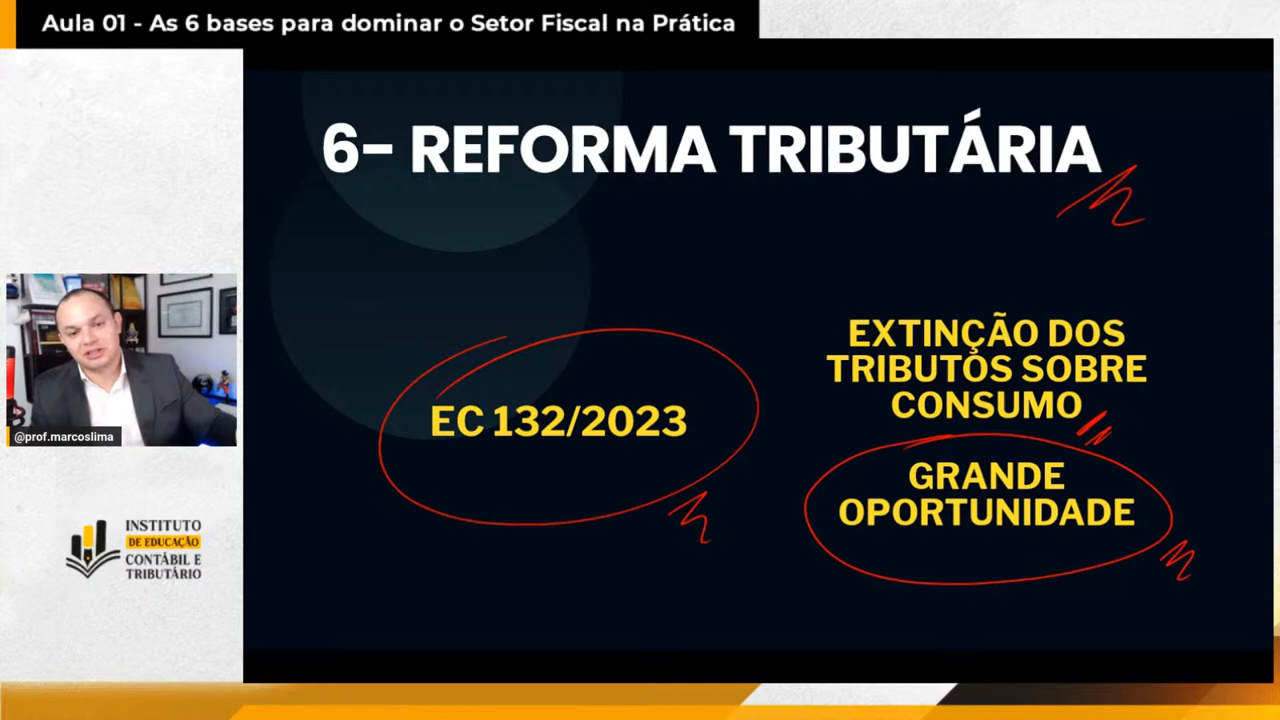 Aula 01 - As 6 bases para dominar o Setor Fiscal na Prática
6- REFORMA TRIBUTÁRIA
EC 132/2023
EXTINÇÃO DOS
TRIBUTOS SOBRE
CONSUMO
GRANDE
OPORTUNIDADE
@prof.marcoslima
INSTITUTO
DE EDUCAÇÃO
CONTÁBIL E
TRIBUTÁRIO